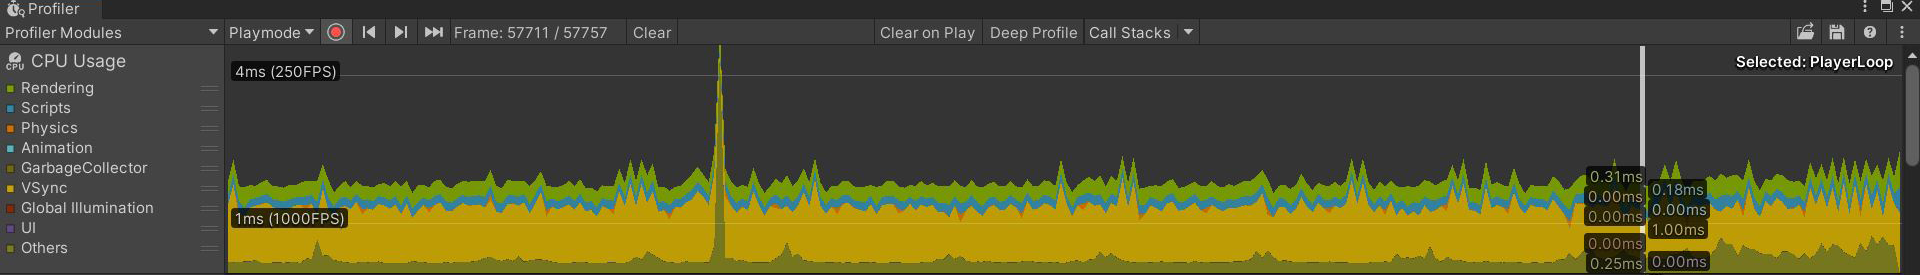 Profiler
Profiler Modules
Playmode
Frame: 57711 / 57757
Clear
Clear on Play
Deep Profile
Call Stacks
CPU Usage
Rendering
Scripts
Physics
Animation
GarbageCollector
VSync
Global Illumination
UI
Others
4ms (250FPS)
Selected: PlayerLoop
1ms (1000FPS)
0.31ms
0.18ms
0.00ms
0.00ms
0.00ms
1.00ms
0.00ms
0.25ms
0.00ms